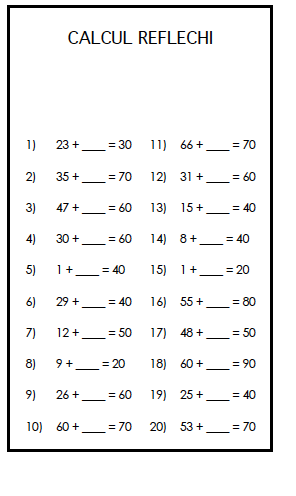 CALCUL REFLECHI
1) 23 + ____ = 30 11) 66 + ____ = 70
2) 35 + ____ = 70 12) 31 + ____ = 60
3) 47 + ____ = 60 13) 15 + ____ = 40
4) 30 + ____ = 60 14) 8 + ____ = 40
5) 1 + ____ = 40 15) 1 + ____ = 20
6) 29 + ____ = 40 16) 55 + ____ = 80
7) 12 + ____ = 50 17) 48 + ____ = 50
8) 9 + ____ = 20 18) 60 + ____ = 90
9) 26 + ____ = 60 19) 25 + ____ = 40
10) 60 + ____ = 70 20) 53 + ____ = 70